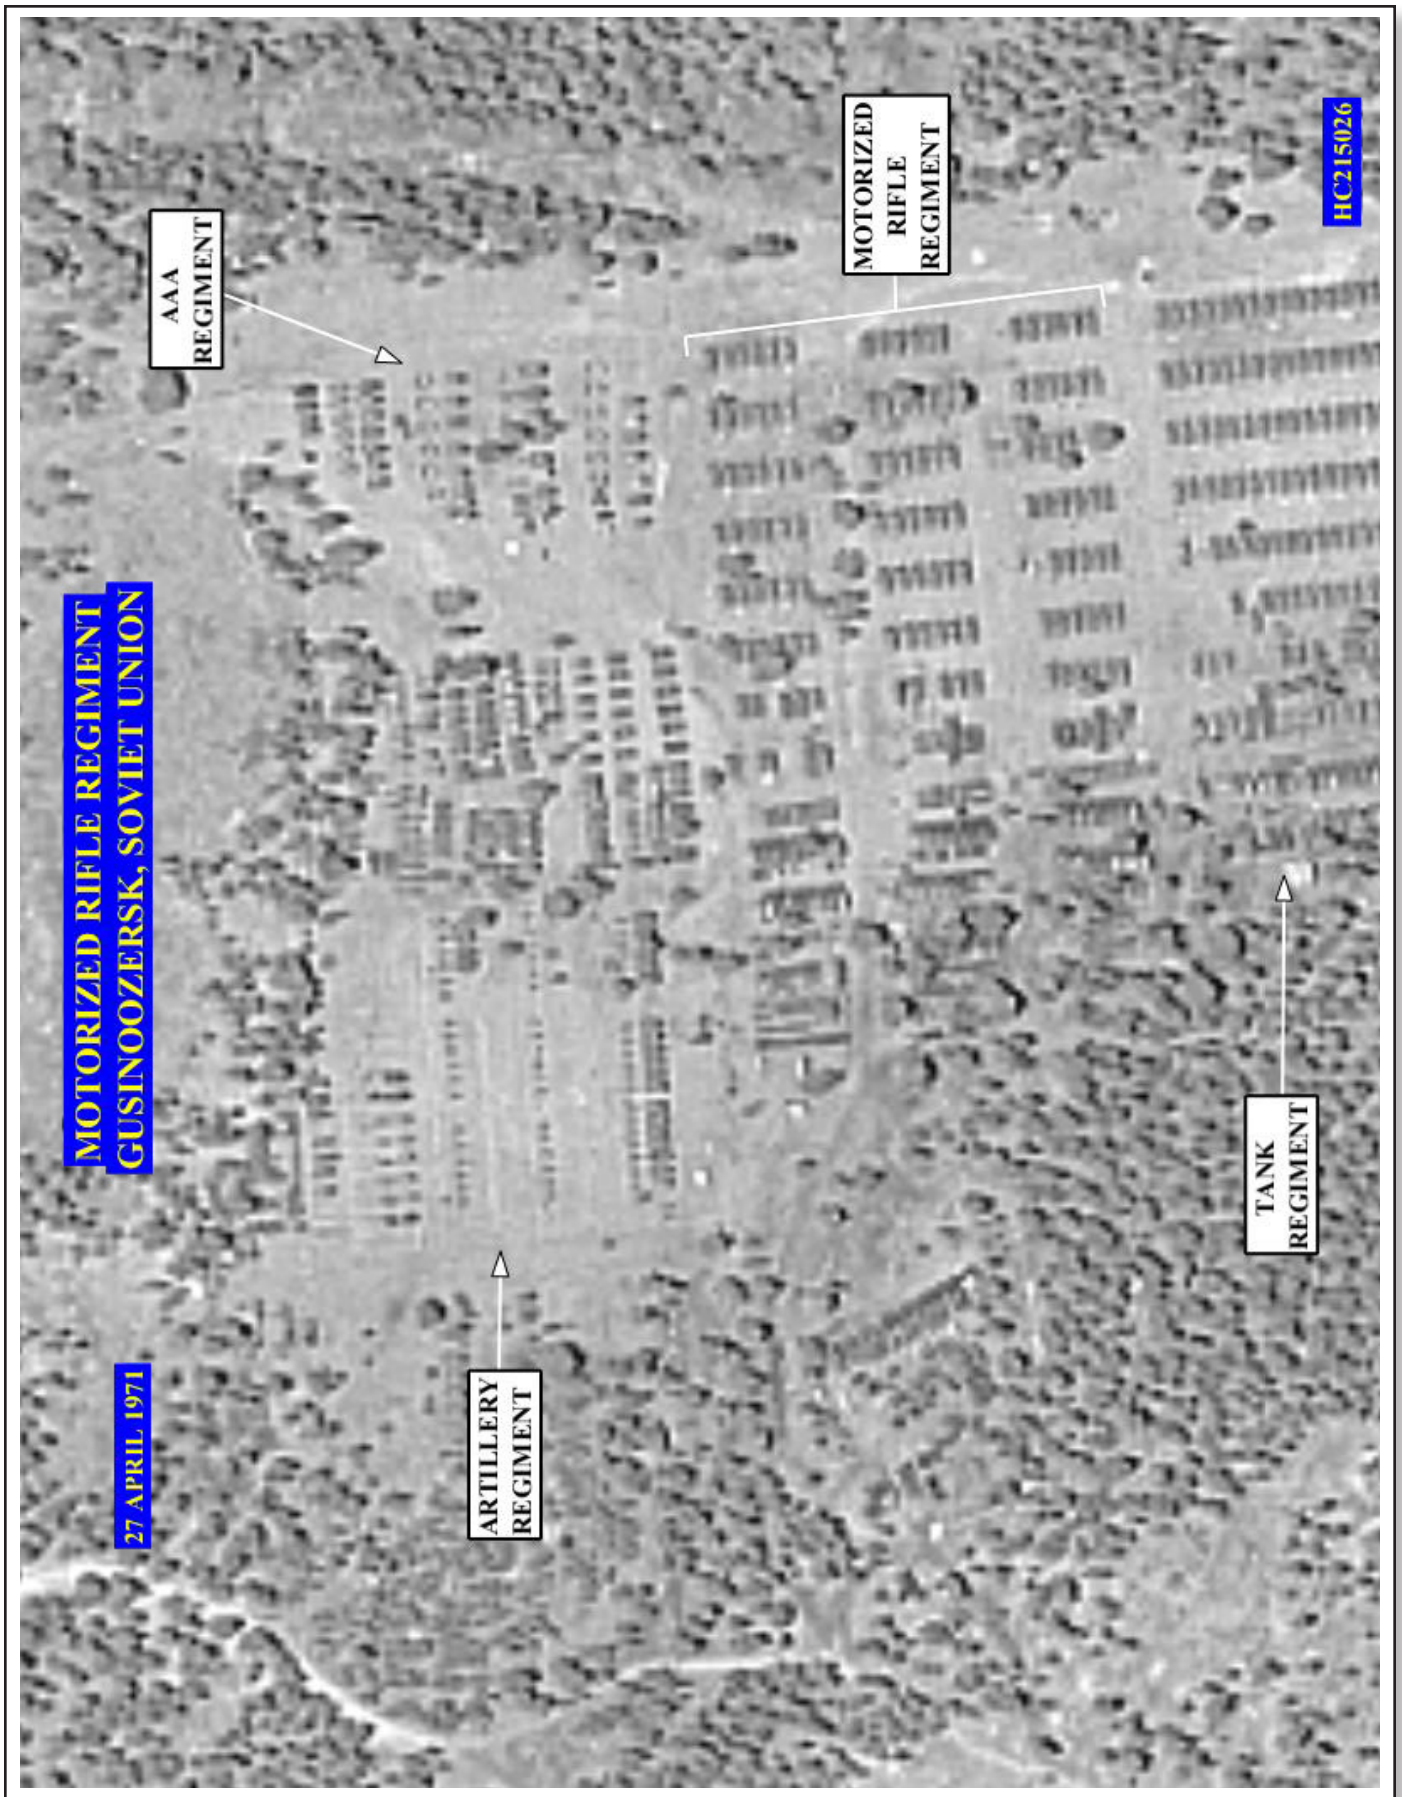 27 APRIL 1971
MOTORIZED RIFLE REGIMENT
GUSINOOZERSK, SOVIET UNION
AAA
REGIMENT
ARTILLERY
REGIMENT
MOTORIZED
RIFLE
REGIMENT
TANK
REGIMENT
HC215026